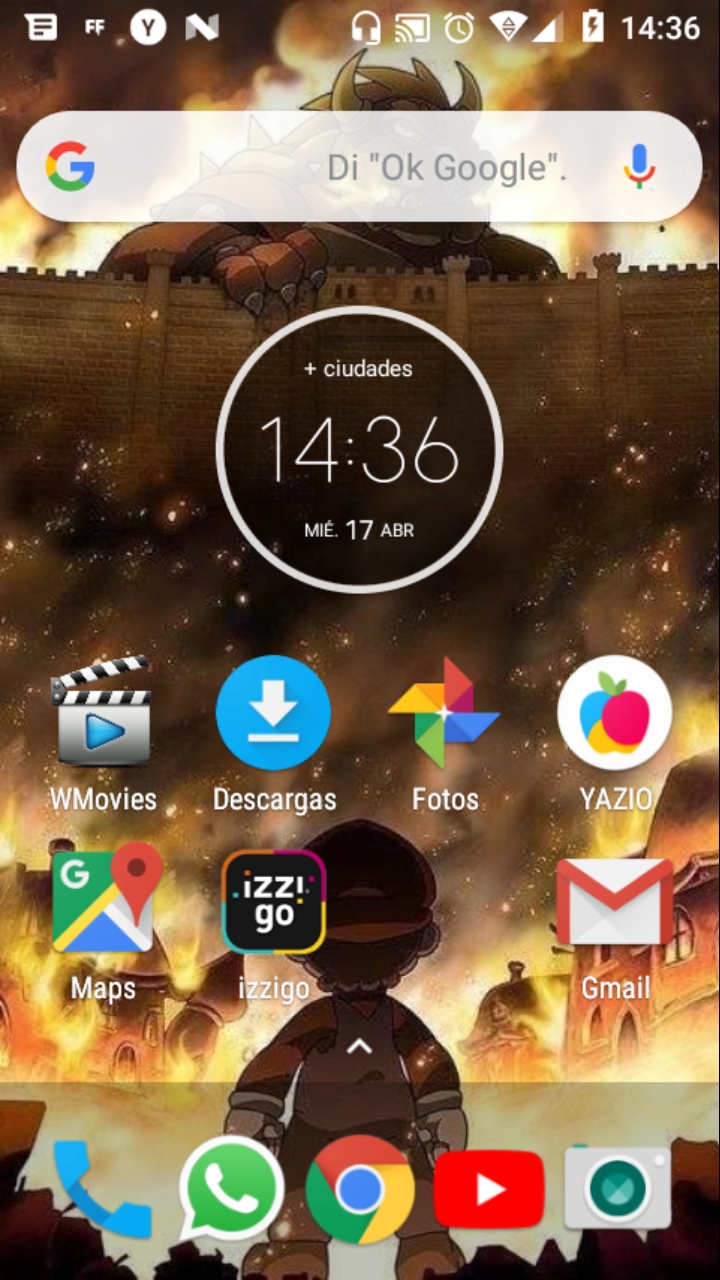 FF Y N 14:36
G Di "Ok Google".
+ ciudades
14:36
MIÉ. 17 ABR
WMovies Descargas Fotos YAZIO
G izzi go
Maps izzigo Gmail